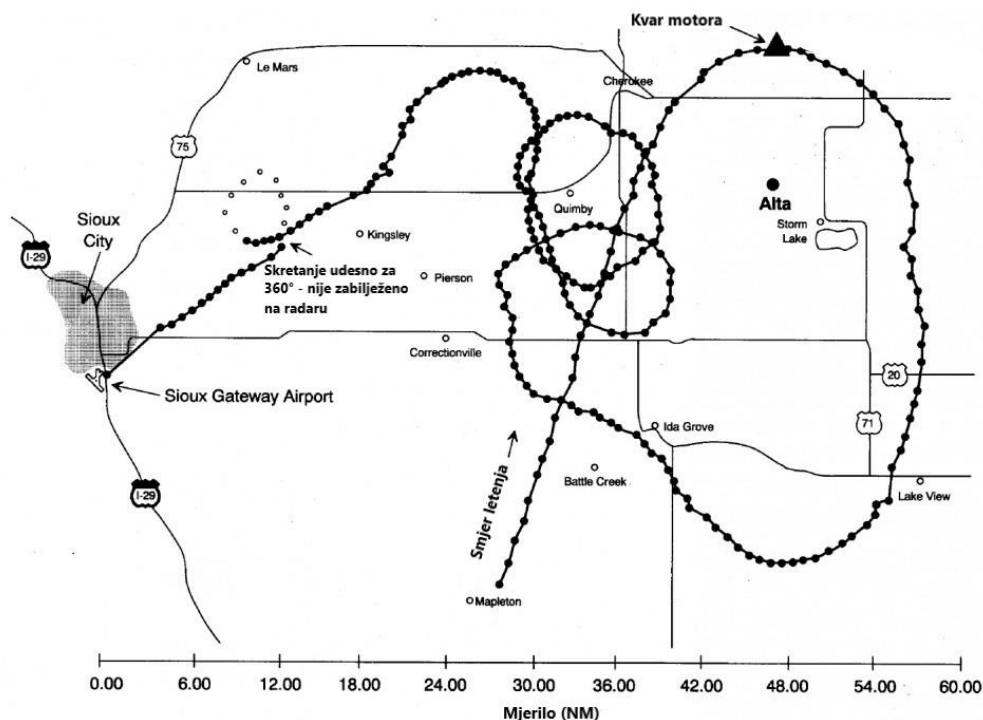 Kvar motora
Le Mars
Cherokee
75
Quimby
Alta
Sioux
City
Storm
Lake
I-29
Kingsley
Skretanje udesno za
360° - nije zabilježeno
na radaru
Pierson
Correctionville
20
Sioux Gateway Airport
71
Ida Grove
Smjer letenja
Battle Creek
I-29
Lake View
Mapleton
0.00 6.00 12.00 24.00 30.00 36.00 42.00 48.00 54.00 60.00
Mjerilo (NM)